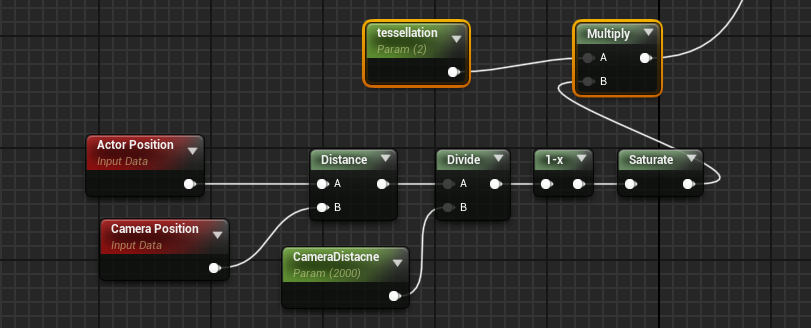 tessellation
Param (2)
Multiply
A
B
Actor Position
Input Data
Distance
A
B
Divide
A
B
1-x
Saturate
Camera Position
Input Data
CameraDistacne
Param (2000)